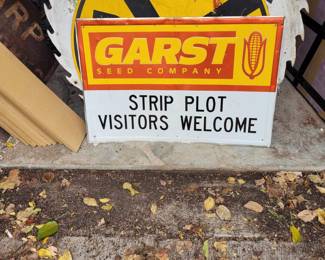 GARST
SEED COMPANY
STRIP PLOT
VISITORS WELCOME